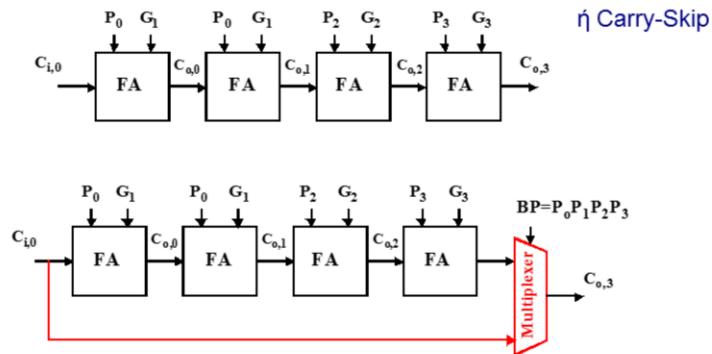 ή Carry-Skip
P0 G1 P0 G1 P2 G2 P3 G3
Ci,0 FA Co,0 FA Co,1 FA Co,2 FA Co,3
P0 G1 P0 G1 P2 G2 P3 G3 BP=PoP1P2P3
Ci,0 FA Co,0 FA Co,1 FA Co,2 FA Multiplexer Co,3